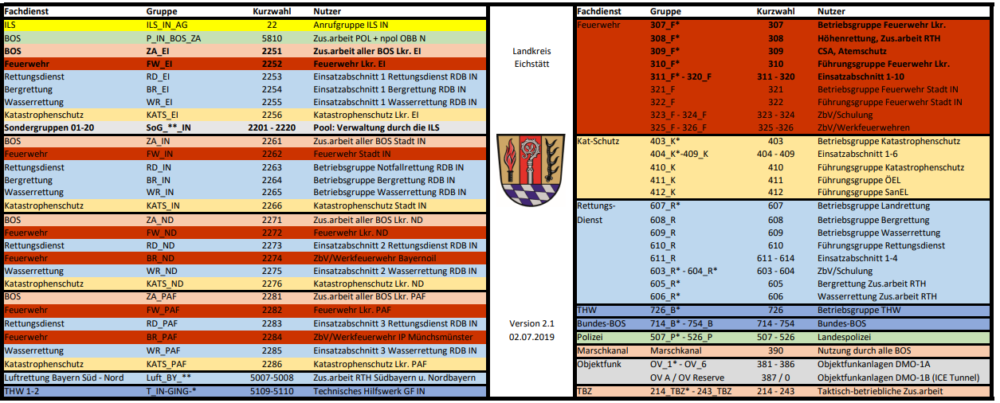 Fachdienst Gruppe Kurzwahl Nutzer
ILS ILS_IN_AG 22 Anrufgruppe ILS IN
BOS P_IN_BOS_ZA 5810 Zus.arbeit POL + npol OBB N
BOS ZA_EI 2251 Zus.arbeit aller BOS Lkr. EI
Feuerwehr FW_EI 2252 Feuerwehr Lkr. EI
Rettungsdienst RD_EI 2253 Einsatzabschnitt 1 Rettungsdienst RDB IN
Bergrettung BR_EI 2254 Einsatzabschnitt 1 Bergrettung RDB IN
Wasserrettung WR_EI 2255 Einsatzabschnitt 1 Wasserrettung RDB IN
Katastrophenschutz KATS_EI 2256 Katastrophenschutz Lkr. EI
Sondergruppen 01-20 SoG_**_IN 2201 - 2220 Pool: Verwaltung durch die ILS
BOS ZA_IN 2261 Zus.arbeit aller BOS Stadt IN
Feuerwehr FW_IN 2262 Feuerwehr Stadt IN
Rettungsdienst RD_IN 2263 Betriebsgruppe Notfallrettung RDB IN
Bergrettung BR_IN 2264 Betriebsgruppe Bergrettung RDB IN
Wasserrettung WR_IN 2265 Betriebsgruppe Wasserrettung RDB IN
Katastrophenschutz KATS_IN 2266 Katastrophenschutz Stadt IN
BOS ZA_ND 2271 Zus.arbeit aller BOS Lkr. ND
Feuerwehr FW_ND 2272 Feuerwehr Lkr. ND
Rettungsdienst RD_ND 2273 Einsatzabschnitt 2 Rettungsdienst RDB IN
Feuerwehr BR_ND 2274 ZbV/Werkfeuerwehr Bayernoil
Wasserrettung WR_ND 2275 Einsatzabschnitt 2 Wasserrettung RDB IN
Katastrophenschutz KATS_ND 2276 Katastrophenschutz Lkr. ND
BOS ZA_PAF 2281 Zus.arbeit aller BOS Lkr. PAF
Feuerwehr FW_PAF 2282 Feuerwehr Lkr. PAF
Rettungsdienst RD_PAF 2283 Einsatzabschnitt 3 Rettungsdienst RDB IN
Feuerwehr BR_PAF 2284 ZbV/Werkfeuerwehr IP Münchsmünster
Wasserrettung WR_PAF 2285 Einsatzabschnitt 3 Wasserrettung RDB IN
Katastrophenschutz KATS_PAF 2286 Katastrophenschutz Lkr. PAF
Luftrettung Bayern Süd - Nord Luft_BY_** 5007-5008 Zus.arbeit RTH Südbayern u. Nordbayern
THW 1-2 T_IN-GING-* 5109-5110 Technisches Hilfswerk GF IN
Landkreis
Eichstätt
Version 2.1
02.07.2019
Fachdienst Gruppe Kurzwahl Nutzer
Feuerwehr 307_F* 307 Betriebsgruppe Feuerwehr Lkr.
308_F* 308 Höhenrettung, Zus.arbeit RTH
309_F* 309 CSA, Atemschutz
310_F* 310 Führungsgruppe Feuerwehr Lkr.
311_F* - 320_F 311 - 320 Einsatzabschnitt 1-10
321_F 321 Betriebsgruppe Feuerwehr Stadt IN
322_F 322 Führungsgruppe Feuerwehr Stadt IN
323_F - 324_F 323 - 324 ZbV/Schulung
325_F - 326_F 325 -326 ZbV/Werkfeuerwehren
Kat-Schutz 403_K* 403 Betriebsgruppe Katastrophenschutz
404_K*-409_K 404 - 409 Einsatzabschnitt 1-6
410_K 410 Führungsgruppe Katastrophenschutz
411_K 411 Führungsgruppe ÖEL
412_K 412 Führungsgruppe SanEL
Rettungs- 607_R* 607 Betriebsgruppe Landrettung
Dienst 608_R 608 Betriebsgruppe Bergrettung
609_R 609 Betriebsgruppe Wasserrettung
610_R 610 Führungsgruppe Rettungsdienst
611_R 611 - 614 Einsatzabschnitt 1-4
603_R* - 604_R* 603 - 604 ZbV/Schulung
605_R* 605 Bergrettung Zus.arbeit RTH
606_R* 606 Wasserrettung Zus.arbeit RTH
THW 726_B* 726 Betriebsgruppe THW
Bundes-BOS 714_B* - 754_B 714 - 754 Bundes-BOS
Polizei 507_P* - 526_P 507 - 526 Landespolizei
Marschkanal Marschkanal 390 Nutzung durch alle BOS
Objektfunk OV_1* - OV_6 381 - 386 Objektfunkanlagen DMO-1A
OV A / OV Reserve 387 / 0 Objektfunkanlagen DMO-1B (ICE Tunnel)
TBZ 214_TBZ* - 243_TBZ 214 - 243 Taktisch-betriebliche Zus.arbeit